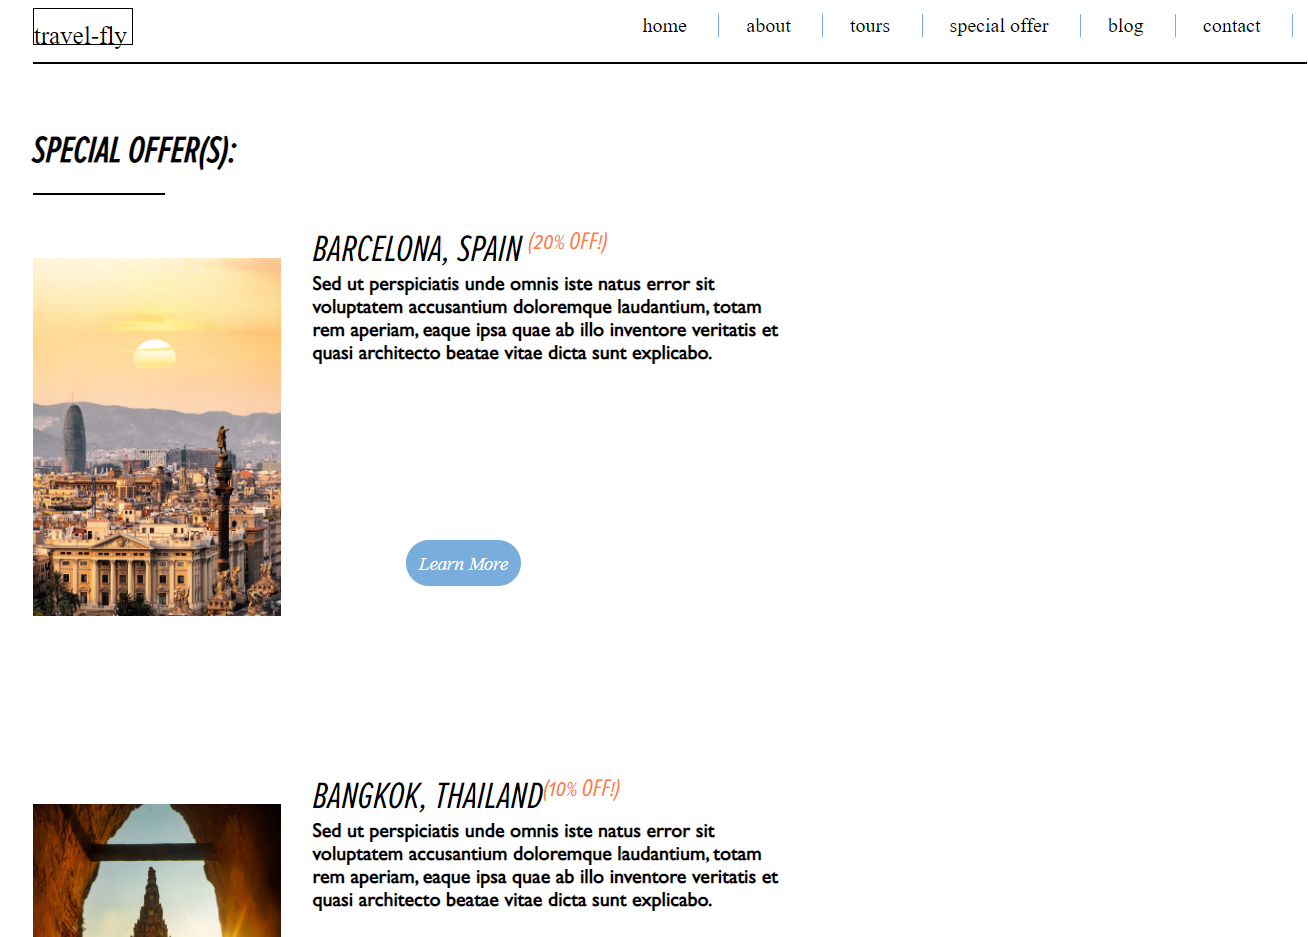 travel-fly
home about tours special offer blog contact
SPECIAL OFFER(S):
BARCELONA, SPAIN (20% OFF!)
Sed ut perspiciatis unde omnis iste natus error sit
voluptatem accusantium doloremque laudantium, totam
rem aperiam, eaque ipsa quae ab illo inventore veritatis et
quasi architecto beatae vitae dicta sunt explicabo.
Learn More
BANGKOK, THAILAND(10% OFF!)
Sed ut perspiciatis unde omnis iste natus error sit
voluptatem accusantium doloremque laudantium, totam
rem aperiam, eaque ipsa quae ab illo inventore veritatis et
quasi architecto beatae vitae dicta sunt explicabo.